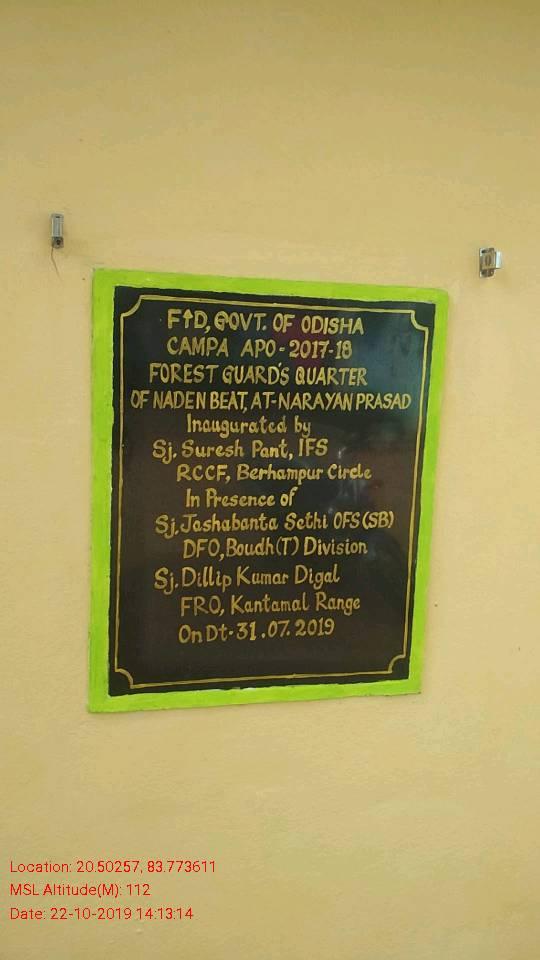 F↑D, GOVT. OF ODISHA
CAMPA APO - 2017-18
FOREST GUARD'S QUARTER
OF NADEN BEAT, AT-NARAYAN PRASAD
Inaugurated by
Sj. Suresh Pant, IFS
RCCF, Berhampur Circle
In Presence of
Sj. Jashabanta Sethi OFS (SB)
DFO, Boudh (T) Division
Sj. Dillip Kumar Digal
FRO, Kantamal Range
On Dt- 31.07.2019
Location: 20.50257, 83.773611
MSL Altitude(M): 112
Date: 22-10-2019 14:13:14